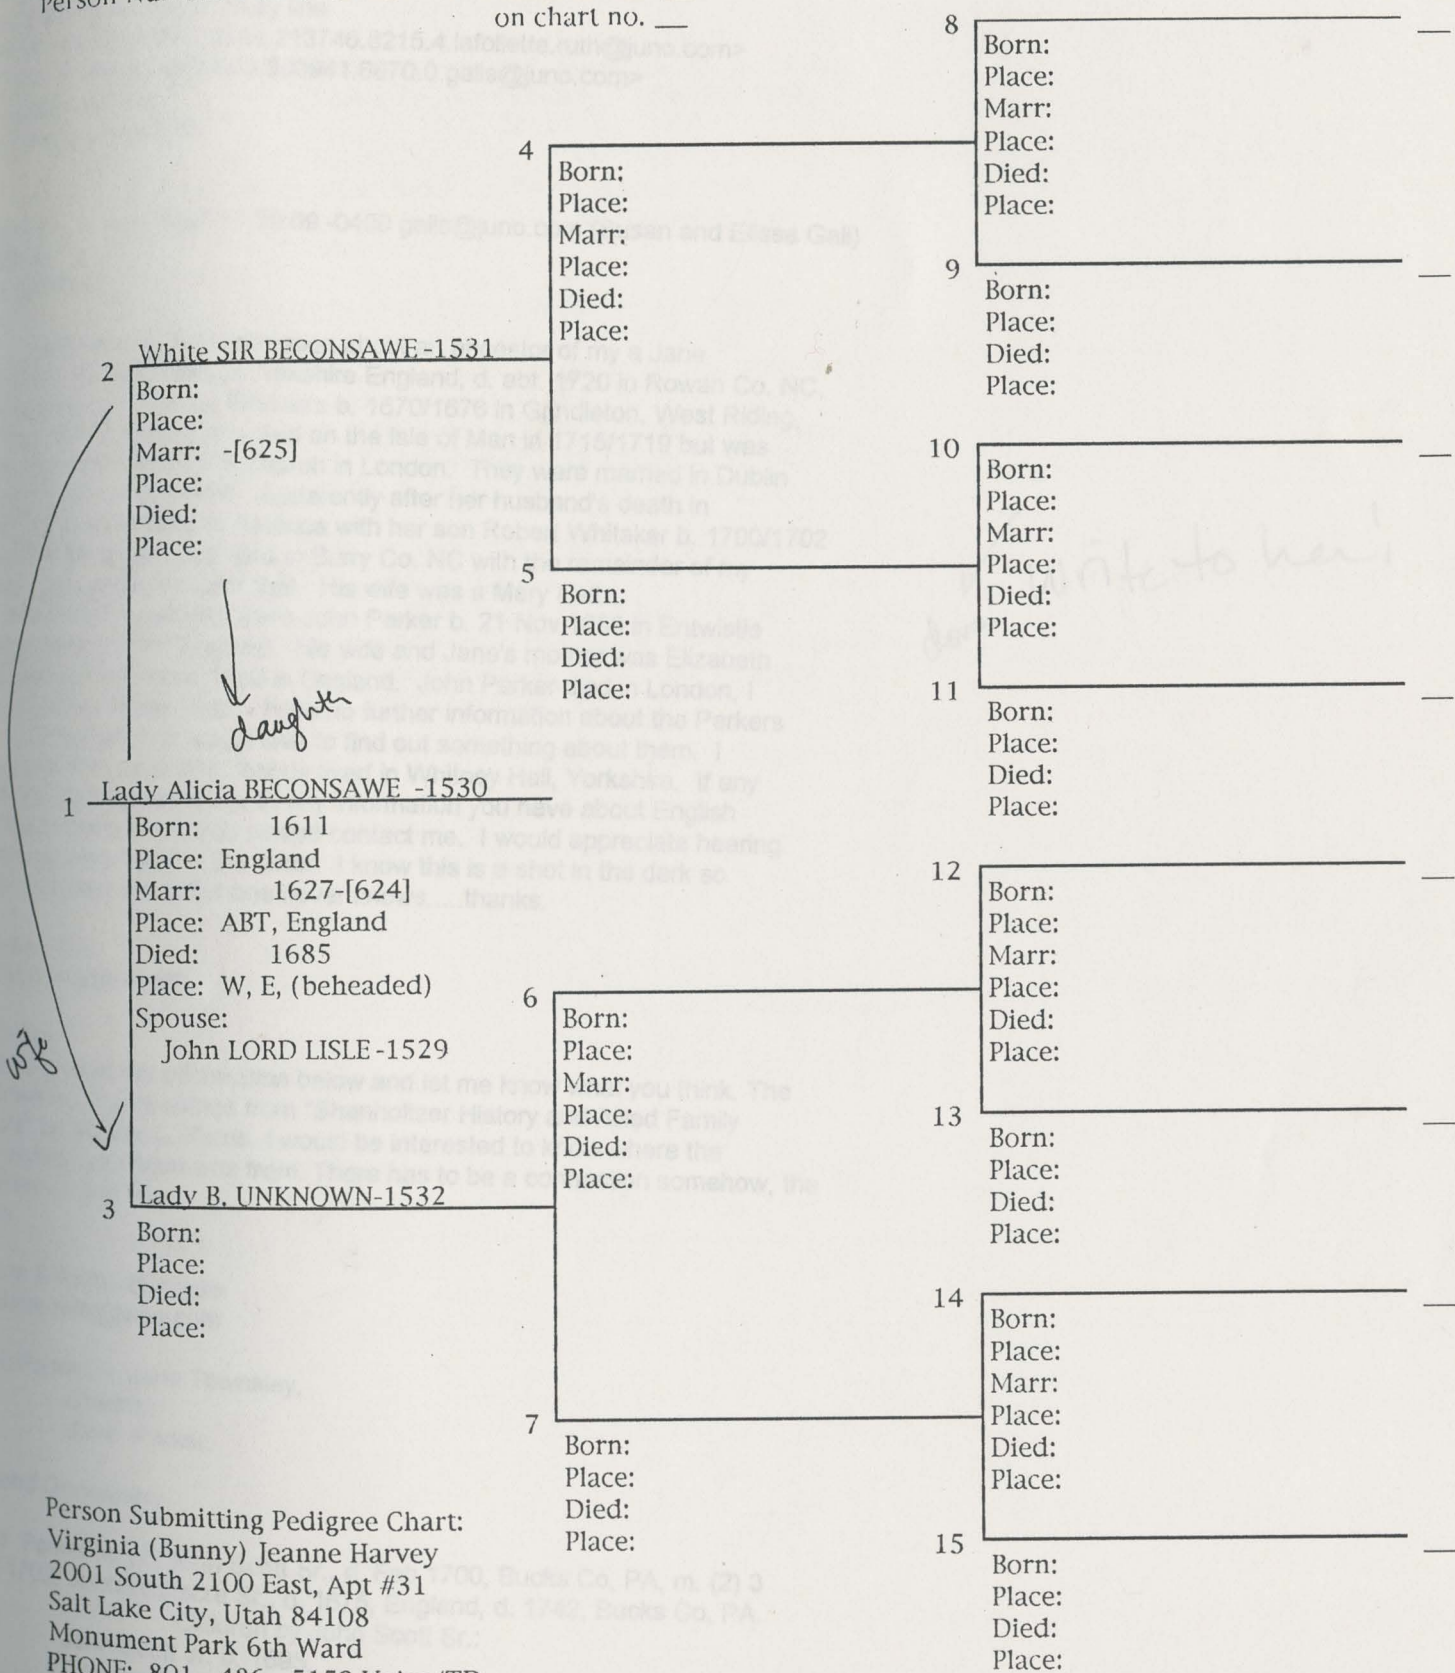 on chart no. __
8
Born:
Place:
Marr:
Place:
Died:
Place:
4
Born:
Place:
Marr:
Place:
Died:
Place:
9
Born:
Place:
Died:
Place:
2
White SIR BECONSAWE-1531
Born:
Place:
Marr: -[625]
Place:
Died:
Place:
10
Born:
Place:
Marr:
Place:
Died:
Place:
5
Born:
Place:
Died:
Place:
daughter
11
Born:
Place:
Died:
Place:
1
Lady Alicia BECONSAWE -1530
Born: 1611
Place: England
Marr: 1627-[624]
Place: ABT, England
Died: 1685
Place: W, E, (beheaded)
Spouse:
John LORD LISLE-1529
wife
12
Born:
Place:
Marr:
Place:
Died:
Place:
6
Born:
Place:
Marr:
Place:
Died:
Place:
13
Born:
Place:
Died:
Place:
3
Lady B. UNKNOWN-1532
Born:
Place:
Died:
Place:
14
Born:
Place:
Marr:
Place:
Died:
Place:
7
Born:
Place:
Died:
Place:
15
Born:
Place:
Died:
Place:
Person Submitting Pedigree Chart:
Virginia (Bunny) Jeanne Harvey
2001 South 2100 East, Apt #31
Salt Lake City, Utah 84108
Monument Park 6th Ward
PHONE: